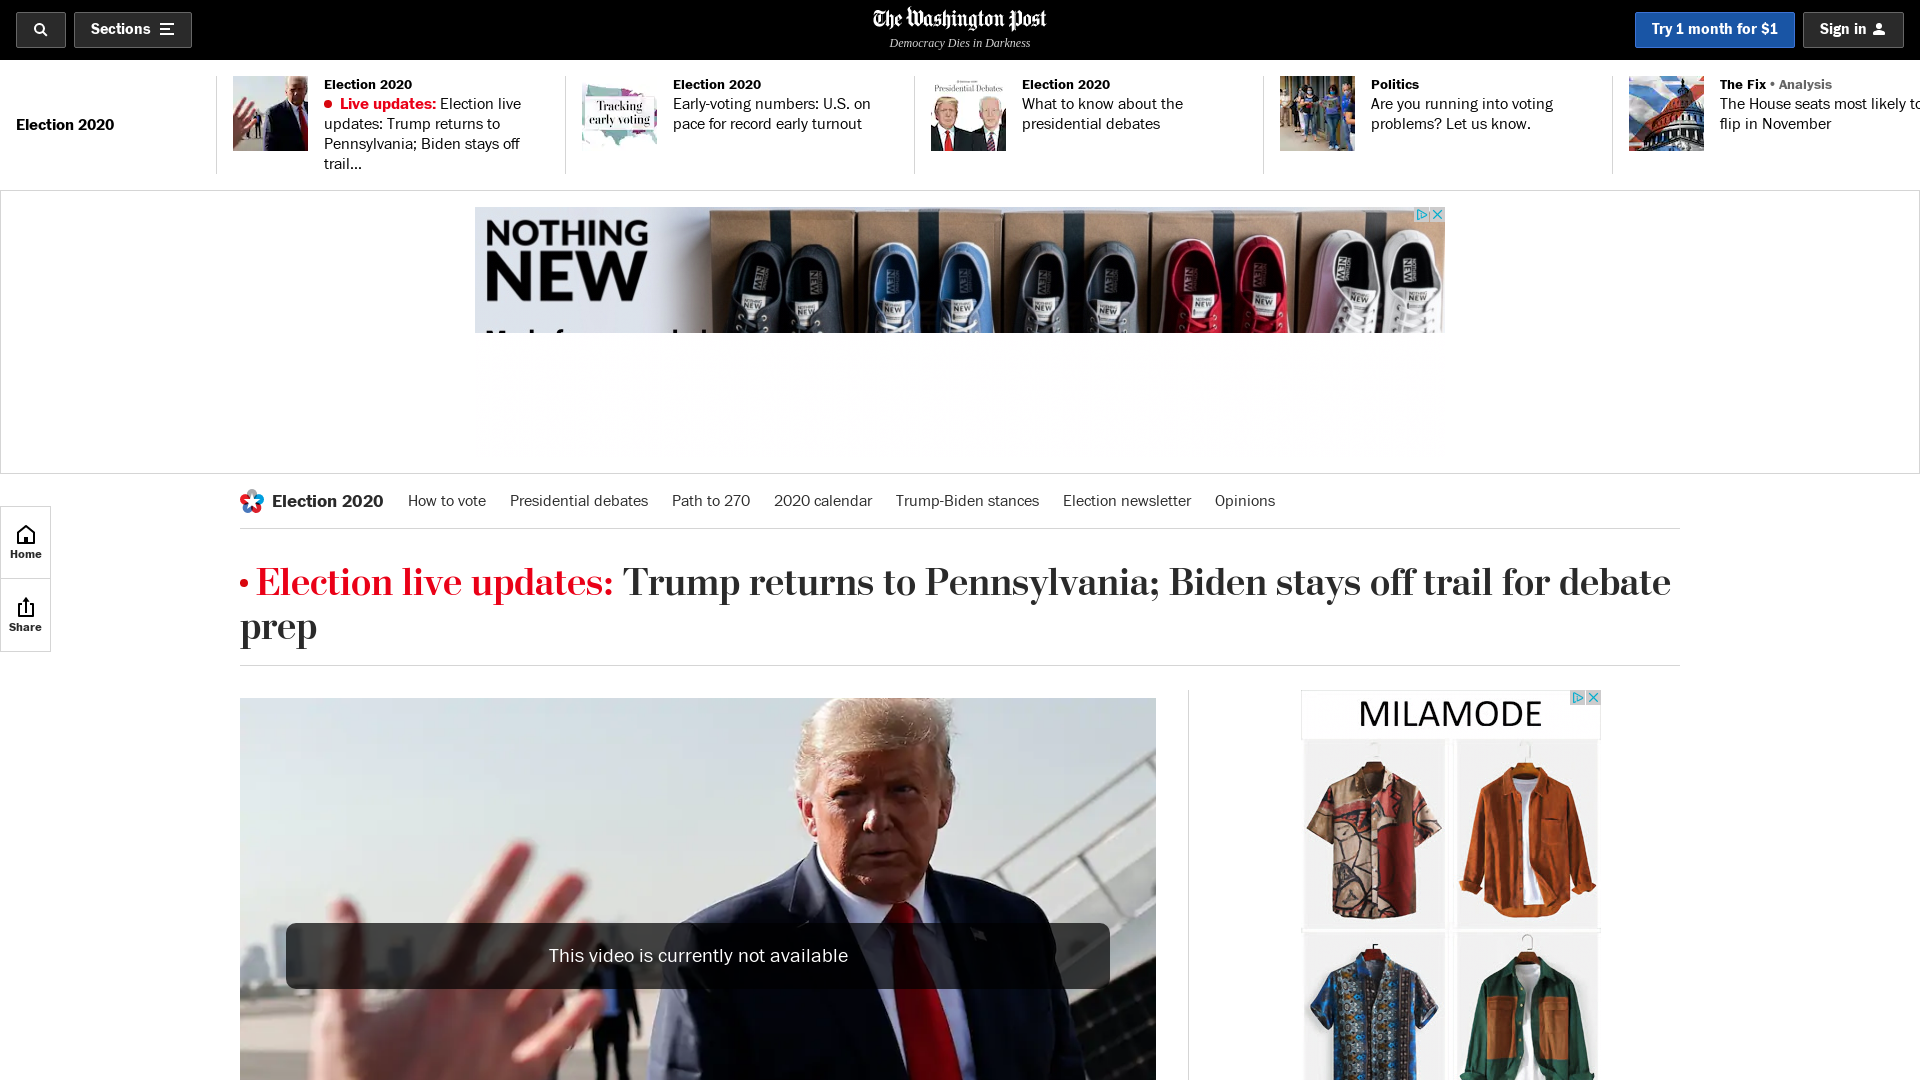 Sections
The Washington Post
Democracy Dies in Darkness
Try 1 month for $1
Sign in
Election 2020
Election 2020
Live updates: Election live
updates: Trump returns to
Pennsylvania; Biden stays off
trail...
Tracking
early voting
Election 2020
Early-voting numbers: U.S. on
pace for record early turnout
Presidential Debates
Election 2020
What to know about the
presidential debates
Politics
Are you running into voting
problems? Let us know.
The Fix • Analysis
The House seats most likely to
flip in November
NOTHING
NEW
Election 2020
How to vote
Presidential debates
Path to 270
2020 calendar
Trump-Biden stances
Election newsletter
Opinions
Home
Share
Election live updates: Trump returns to Pennsylvania; Biden stays off trail for debate
prep
This video is currently not available
MILAMODE